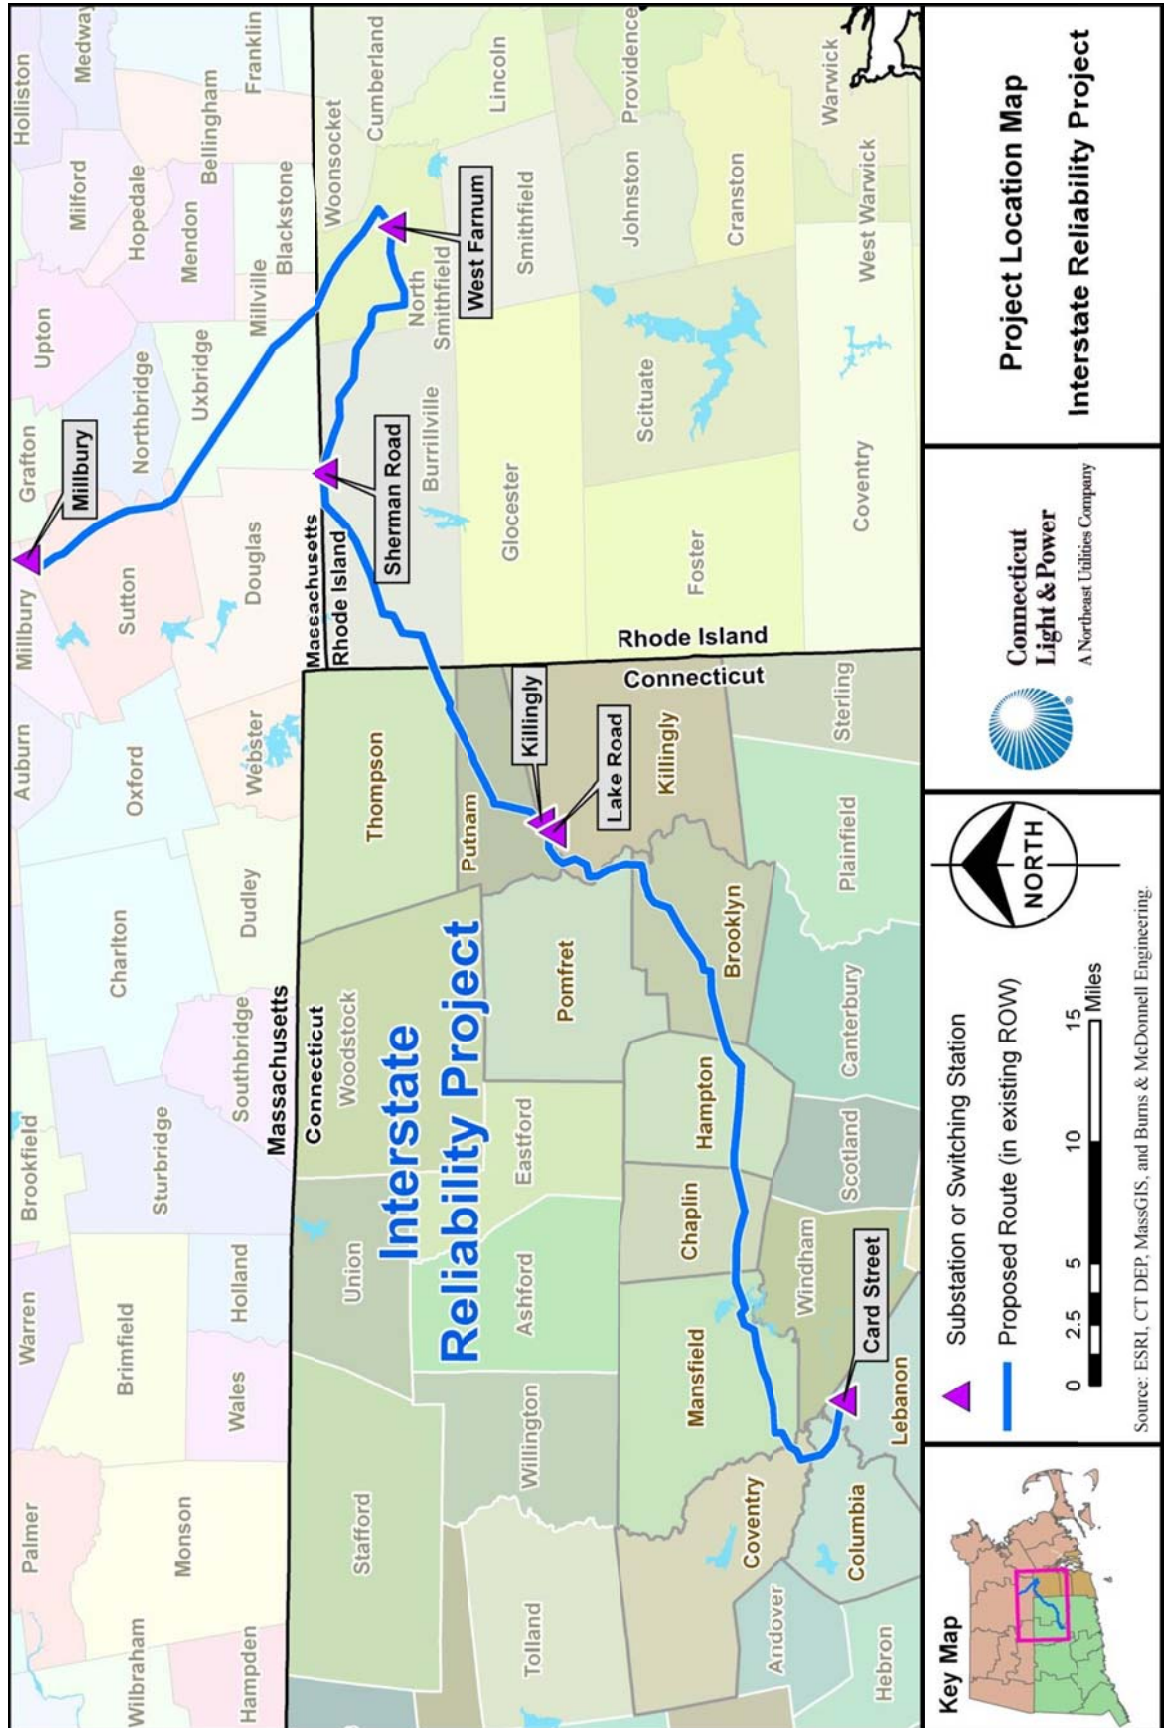 Wilbraham
Palmer
Warren
Brookfield
Auburn
Millbury
Grafton
Upton
Holliston
Milford
Medway
Hopedale
Millbury
Hampden
Monson
Brimfield
Wales
Holland
Sturbridge
Charlton
Southbridge
Dudley
Oxford
Webster
Sutton
Douglas
Northbridge
Uxbridge
Mendon
Millville
Blackstone
Bellingham
Franklin
Massachusetts
Connecticut
Massachusetts
Rhode Island
Stafford
Union
Woodstock
Thompson
Interstate
Reliability Project
Sherman Road
Burrillville
North
Smithfield
West Farnum
Woonsocket
Cumberland
Lincoln
Tolland
Willington
Ashford
Eastford
Pomfret
Putnam
Killingly
Lake Road
Killingly
Glocester
Smithfield
Rhode Island
Connecticut
Foster
Scituate
Johnston
Providence
Cranston
Coventry
Mansfield
Chaplin
Hampton
Brooklyn
Andover
Hebron
Columbia
Lebanon
Card Street
Windham
Scotland
Canterbury
Plainfield
Sterling
Coventry
West Warwick
Warwick
Key Map
Substation or Switching Station
Proposed Route (in existing ROW)
0 2.5 5 10 15
Miles
Source: ESRI, CT DEP, MassGIS, and Burns & McDonnell Engineering.
NORTH
Connecticut
Light & Power
A Northeast Utilities Company
®
Project Location Map
Interstate Reliability Project